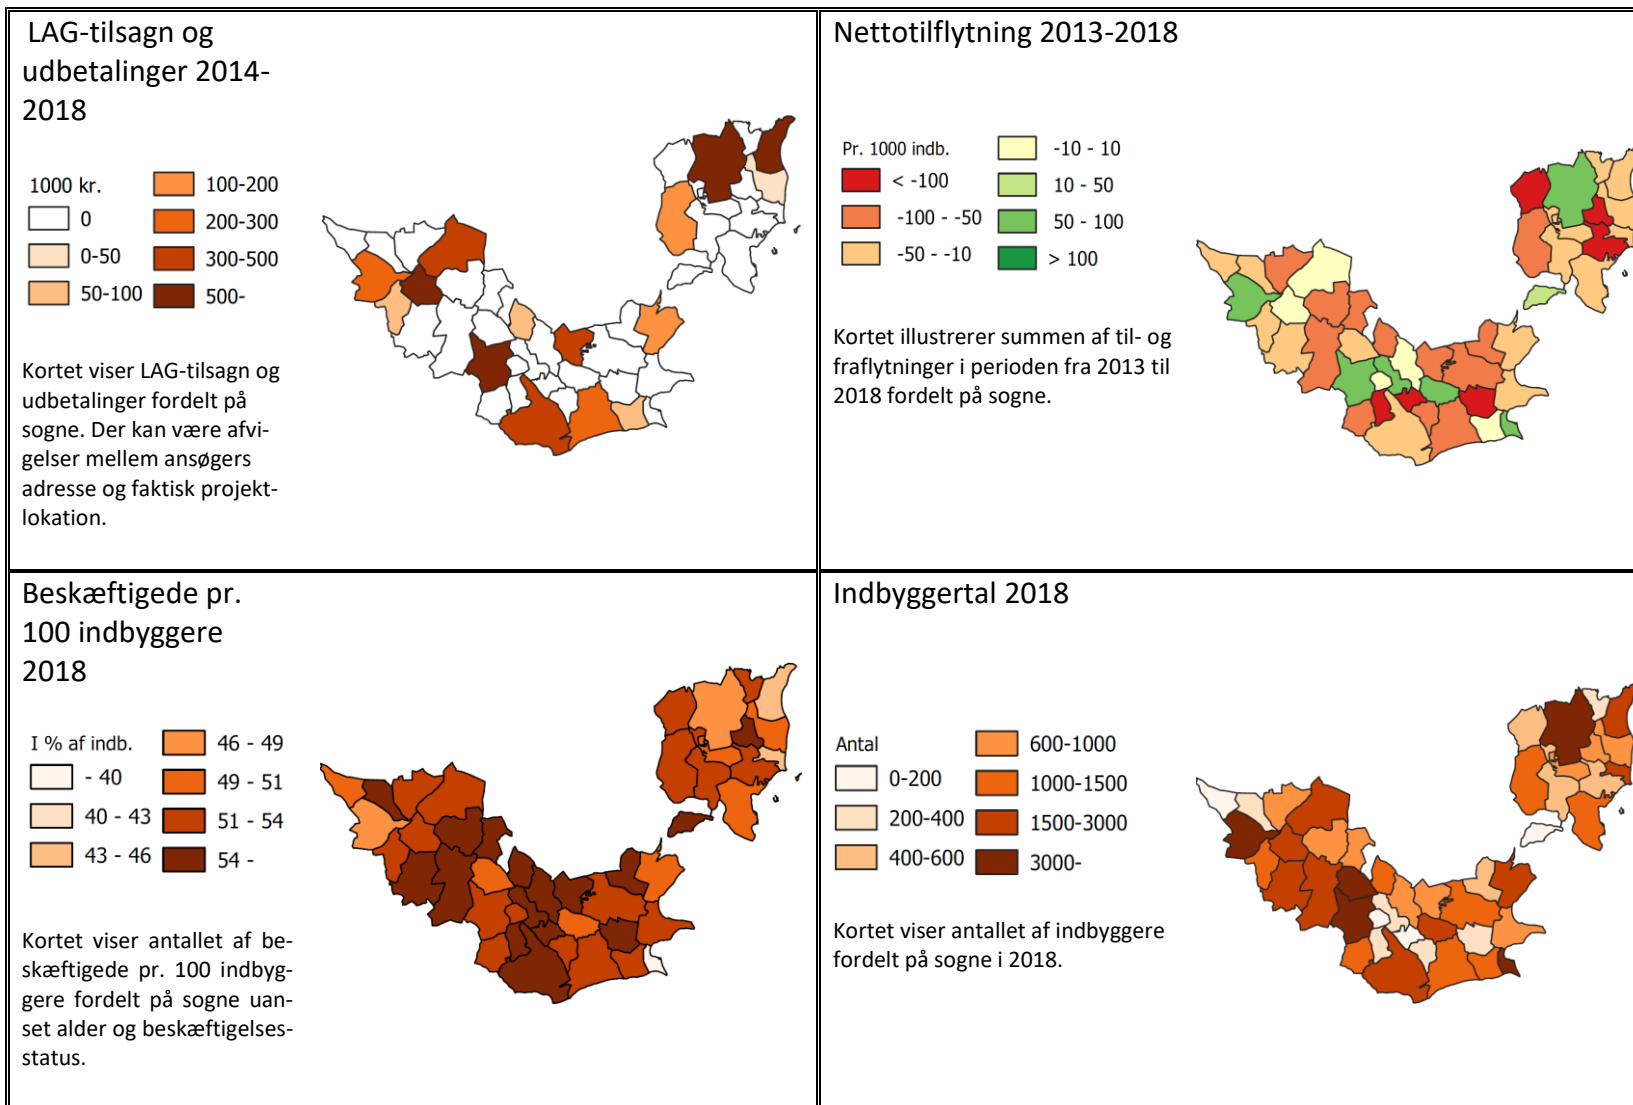 LAG-tilsagn og
udbetalinger 2014-
2018
1000 kr.
0
0-50
50-100
100-200
200-300
300-500
500-
Kortet viser LAG-tilsagn og
udbetalinger fordelt på
sogne. Der kan være afvi-
gelser mellem ansøgers
adresse og faktisk projekt-
lokation.
Nettotilflytning 2013-2018
Pr. 1000 indb.
< -100
-100 - -50
-50 - -10
-10 - 10
10 - 50
50 - 100
> 100
Kortet illustrerer summen af til- og
fraflytninger i perioden fra 2013 til
2018 fordelt på sogne.
Beskæftigede pr.
100 indbyggere
2018
I % af indb.
- 40
40 - 43
43 - 46
46 - 49
49 - 51
51 - 54
54 -
Kortet viser antallet af be-
skæftigede pr. 100 indbyg-
gere fordelt på sogne uan-
set alder og beskæftigelses-
status.
Indbyggertal 2018
Antal
0-200
200-400
400-600
600-1000
1000-1500
1500-3000
3000-
Kortet viser antallet af indbyggere
fordelt på sogne i 2018.